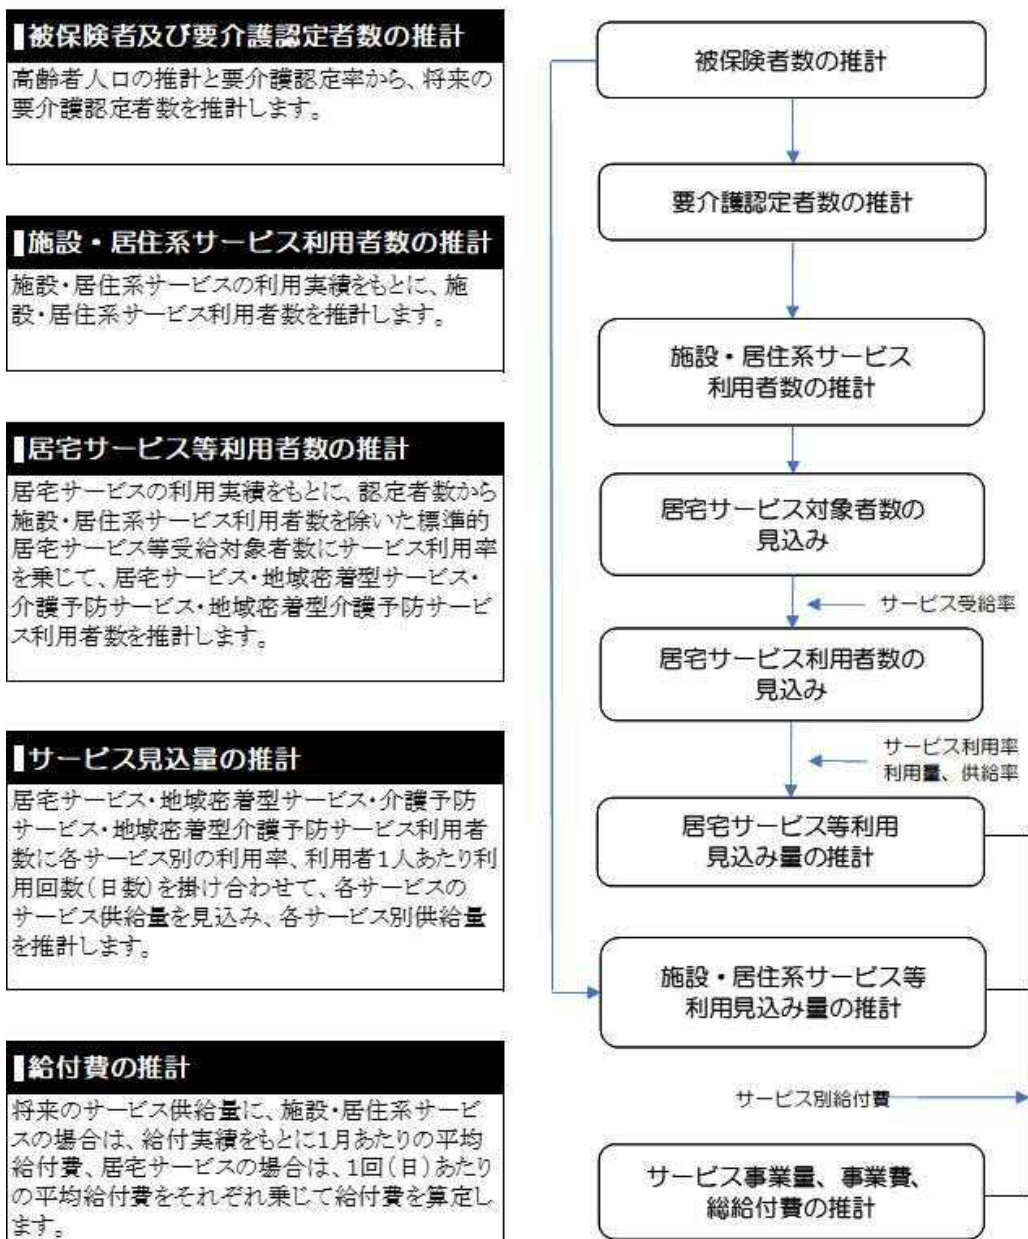 ▌被保険者及び要介護認定者数の推計
高齢者人口の推計と要介護認定率から、将来の
要介護認定者数を推計します。
▌施設・居住系サービス利用者数の推計
施設・居住系サービスの利用実績をもとに、施
設・居住系サービス利用者数を推計します。
▌居宅サービス等利用者数の推計
居宅サービスの利用実績をもとに、認定者数から
施設・居住系サービス利用者数を除いた標準的
居宅サービス等受給対象者数にサービス利用率
を乗じて、居宅サービス・地域密着型サービス・
介護予防サービス・地域密着型介護予防サービ
ス利用者数を推計します。
▌サービス見込量の推計
居宅サービス・地域密着型サービス・介護予防
サービス・地域密着型介護予防サービス利用者
数に各サービス別の利用率、利用者1人あたり利
用回数(日数)を掛け合わせて、各サービスの
サービス供給量を見込み、各サービス別供給量
を推計します。
▌給付費の推計
将来のサービス供給量に、施設・居住系サービ
スの場合は、給付実績をもとに1月あたりの平均
給付費、居宅サービスの場合は、1回(日)あたり
の平均給付費をそれぞれ乗じて給付費を算定し
ます。
被保険者数の推計
要介護認定者数の推計
施設・居住系サービス
利用者数の推計
居宅サービス対象者数の
見込み
サービス受給率
居宅サービス利用者数の
見込み
サービス利用率
利用量、供給率
居宅サービス等利用
見込み量の推計
施設・居住系サービス等
利用見込み量の推計
サービス別給付費
サービス事業量、事業費、
総給付費の推計